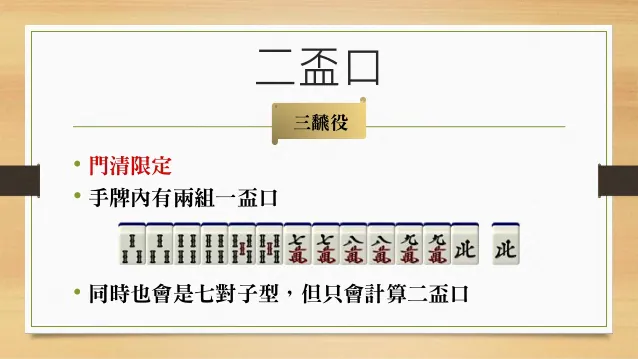 二盃口
三飜役
• 門清限定
• 手牌內有兩組一盃口
七萬 七萬 八萬 八萬 九萬 九萬 北 北
• 同時也會是七對子型，但只會計算二盃口